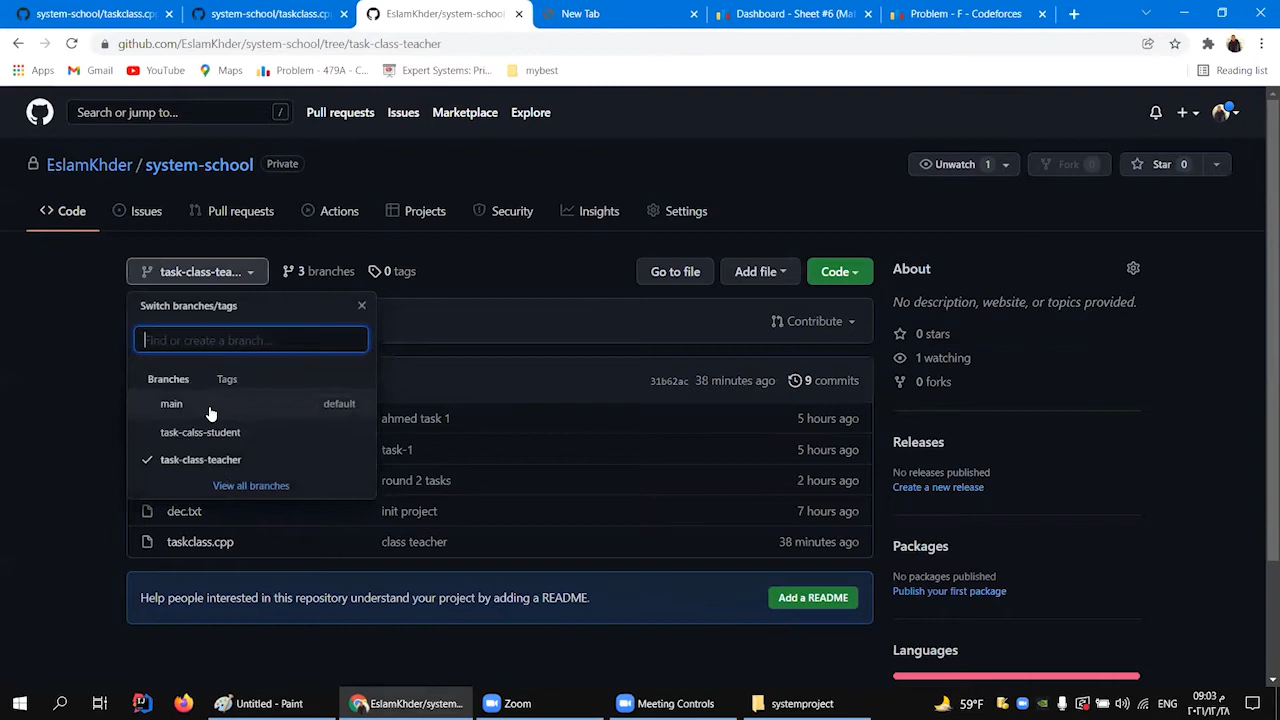 system-school/taskclass.cp
system-school/taskclass.cp
EslamKhder/system-school
New Tab
Dashboard - Sheet #6 (Ma
Problem - F - Codeforces
github.com/EslamKhder/system-school/tree/task-class-teacher
Apps Gmail YouTube Maps Problem - 479A - C... Expert Systems: Pri... mybest Reading list
Search or jump to... / Pull requests Issues Marketplace Explore
EslamKhder / system-school Private Unwatch 1 Fork 0 Star 0
Code Issues Pull requests Actions Projects Security Insights Settings
task-class-tea... 3 branches 0 tags Go to file Add file Code
Switch branches/tags
Find or create a branch...
Contribute
Branches Tags
31b62ac 38 minutes ago 9 commits
main default
ahmed task 1 5 hours ago
task-calss-student
task-1 5 hours ago
task-class-teacher
round 2 tasks 2 hours ago
View all branches
dec.txt init project 7 hours ago
taskclass.cpp class teacher 38 minutes ago
Help people interested in this repository understand your project by adding a README. Add a README
About
No description, website, or topics provided.
0 stars
1 watching
0 forks
Releases
No releases published
Create a new release
Packages
No packages published
Publish your first package
Languages
Untitled - Paint EslamKhder/system... Zoom Meeting Controls systemproject 59°F ENG 09:03 م